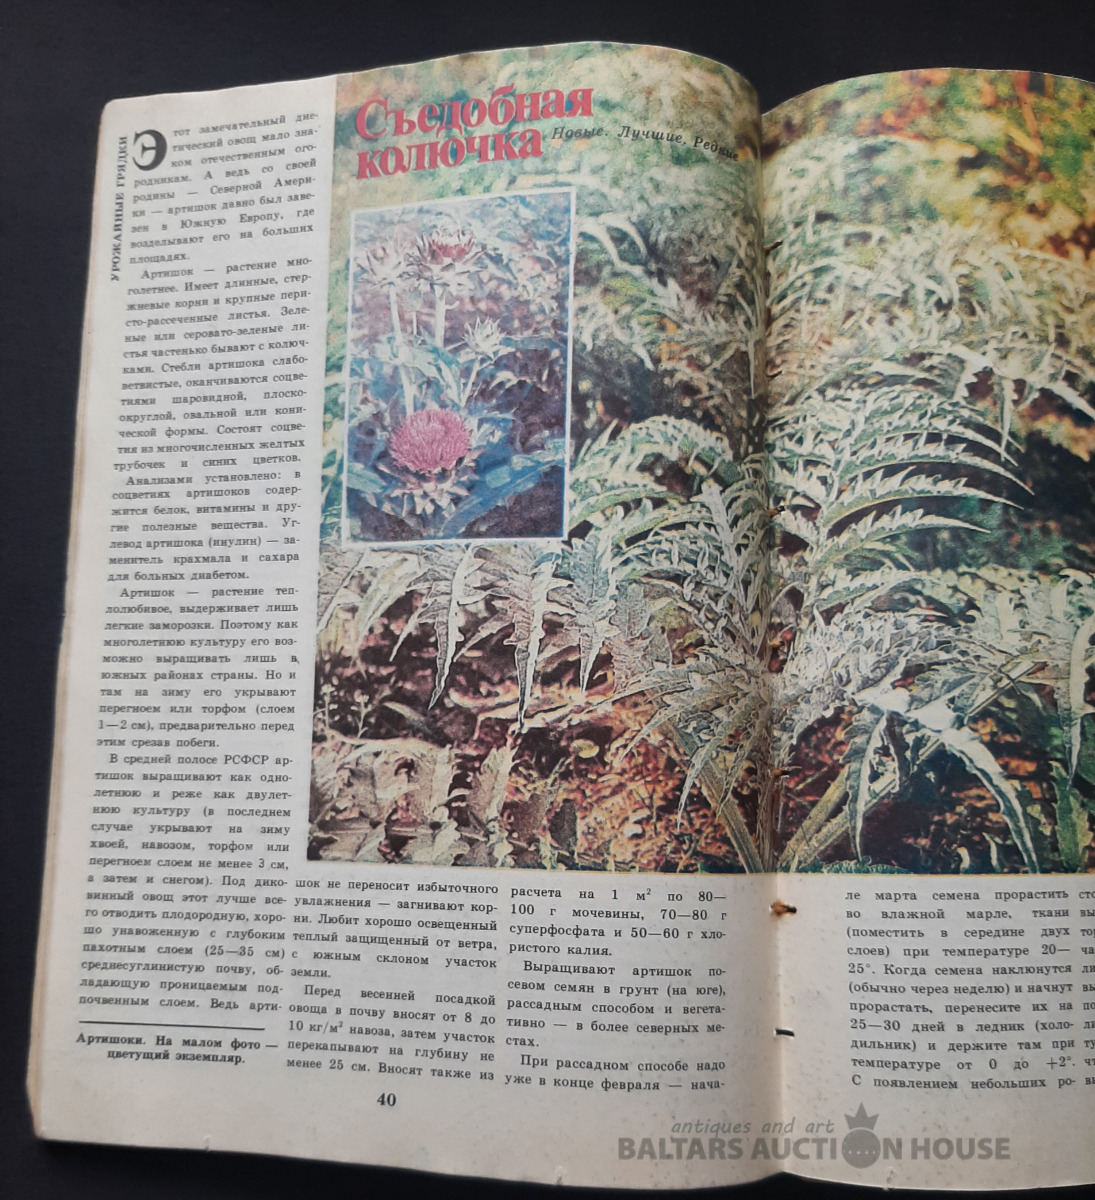 УРОЖАЙНЫЕ ГРЯДКИ
Съедобная
колючка
Новые. Лучшие. Редкие
Этот замечательный дие-
тический овощ мало зна-
ком отечественным ого-
родникам. А ведь со своей
родины — Северной Амери-
ки — артишок давно был заве-
зен в Южную Европу, где
возделывают его на больших
площадях.
Артишок — растение мно-
голетнее. Имеет длинные, стер-
жневые корни и крупные пери-
сто-рассеченные листья. Зеле-
ные или серовато-зеленые ли-
стья частенько бывают с колюч-
ками. Стебли артишока слабо-
ветвистые, оканчиваются соцве-
тиями шаровидной, плоско-
округлой, овальной или кони-
ческой формы. Состоят соцве-
тия из многочисленных желтых
трубочек и синих цветков.
Анализами установлено: в
соцветиях артишоков содер-
жится белок, витамины и дру-
гие полезные вещества. Уг-
левод артишока (инулин) — за-
менитель крахмала и сахара
для больных диабетом.
Артишок — растение теп-
лолюбивое, выдерживает лишь
легкие заморозки. Поэтому как
многолетнюю культуру его воз-
можно выращивать лишь в
южных районах страны. Но и
там на зиму его укрывают
перегноем или торфом (слоем
1—2 см), предварительно перед
этим срезав побеги.
В средней полосе РСФСР ар-
тишок выращивают как одно-
летнюю и реже как двулет-
нюю культуру (в последнем
случае укрывают на зиму
хвоей, навозом, торфом или
перегноем слоем не менее 3 см,
а затем и снегом). Под дико-
винный овощ этот лучше все-
го отводить плодородную, хоро-
шо унавоженную с глубоким
пахотным слоем (25—35 см)
среднесуглинистую почву, об-
ладающую проницаемым под-
почвенным слоем. Ведь арти-
Артишоки. На малом фото —
цветущий экземпляр.
шок не переносит избыточного
увлажнения — загнивают кор-
ни. Любит хорошо освещенный
теплый защищенный от ветра,
с южным склоном участок
земли.
Перед весенней посадкой
овоща в почву вносят от 8 до
10 кг/м² навоза, затем участок
перекапывают на глубину не
менее 25 см. Вносят также из
расчета на 1 м² по 80—
100 г мочевины, 70—80 г
суперфосфата и 50—60 г хло-
ристого калия.
Выращивают артишок по-
севом семян в грунт (на юге),
рассадным способом и вегета-
тивно — в более северных ме-
стах.
При рассадном способе надо
уже в конце февраля — нача-
40
ле марта семена прорастить
во влажной марле, ткани
(поместить в середине двух
слоев) при температуре 20—
25°. Когда семена наклюнутся
(обычно через неделю) и начнут
прорастать, перенесите их на
25—30 дней в ледник (холо-
дильник) и держите там при
температуре от 0 до +2°.
С появлением небольших ро-
antiques and art
BALTARS AUCTION HOUSE